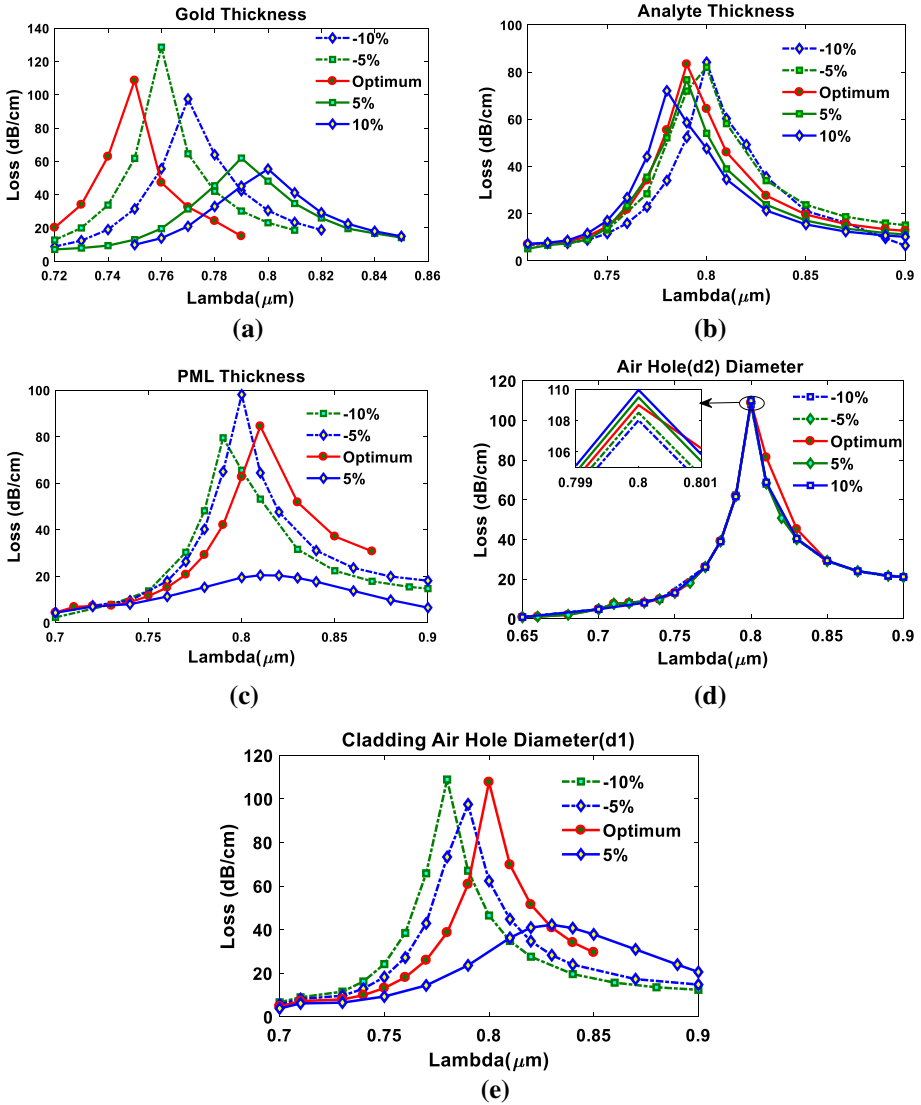 Gold Thickness
140
120
100
80
60
40
20
0
Loss (dB/cm)
-10%
-5%
Optimum
5%
10%
0.72 0.74 0.76 0.78 0.8 0.82 0.84 0.86
Lambda(μm)
(a)
Analyte Thickness
100
80
60
40
20
0
Loss (dB/cm)
-10%
-5%
Optimum
5%
10%
0.75 0.8 0.85 0.9
Lambda(μm)
(b)
PML Thickness
100
80
60
40
20
0
Loss (dB/cm)
-10%
-5%
Optimum
5%
0.7 0.75 0.8 0.85 0.9
Lambda(μm)
(c)
Air Hole(d2) Diameter
120
100
80
60
40
20
0
Loss (dB/cm)
110
108
106
0.799 0.8 0.801
-10%
-5%
Optimum
5%
10%
0.65 0.7 0.75 0.8 0.85 0.9
Lambda(μm)
(d)
Cladding Air Hole Diameter(d1)
120
100
80
60
40
20
0
Loss (dB/cm)
-10%
-5%
Optimum
5%
0.7 0.75 0.8 0.85 0.9
Lambda(μm)
(e)